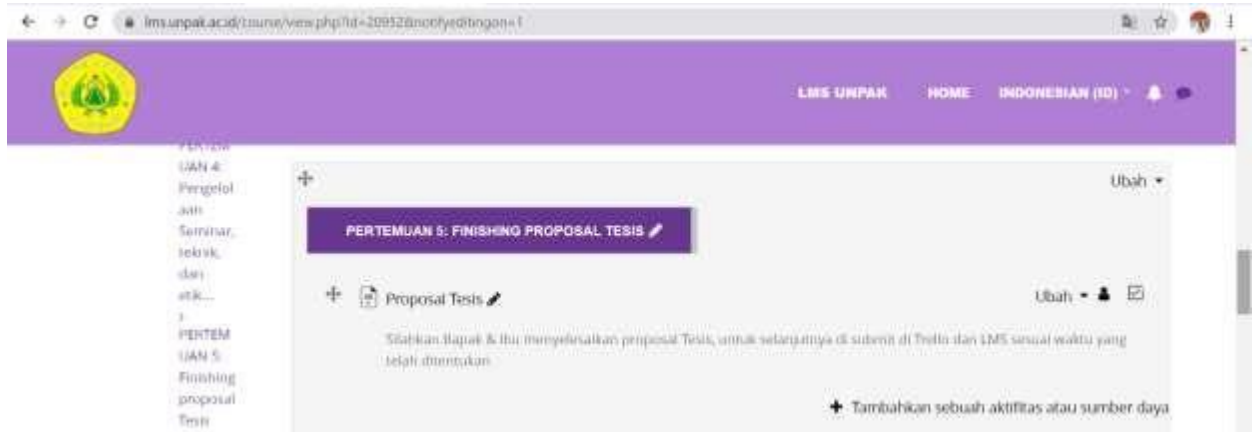 lms.unpak.ac.id/course/view.php?id=20952&notifyeditingon=1
LMS UNPAK HOME INDONESIAN (ID)
PERTEM
UAN 4:
Pengelol
aan
Seminar,
teknik,
dan
etik...
PERTEM
UAN 5:
Finishing
proposal
Tesis
Ubah
PERTEMUAN 5: FINISHING PROPOSAL TESIS
Proposal Tesis
Ubah
Silahkan Bapak & Ibu menyelesaikan proposal Tesis, untuk selanjutnya di submit di Trello dan LMS sesuai waktu yang
telah ditentukan
Tambahkan sebuah aktifitas atau sumber daya